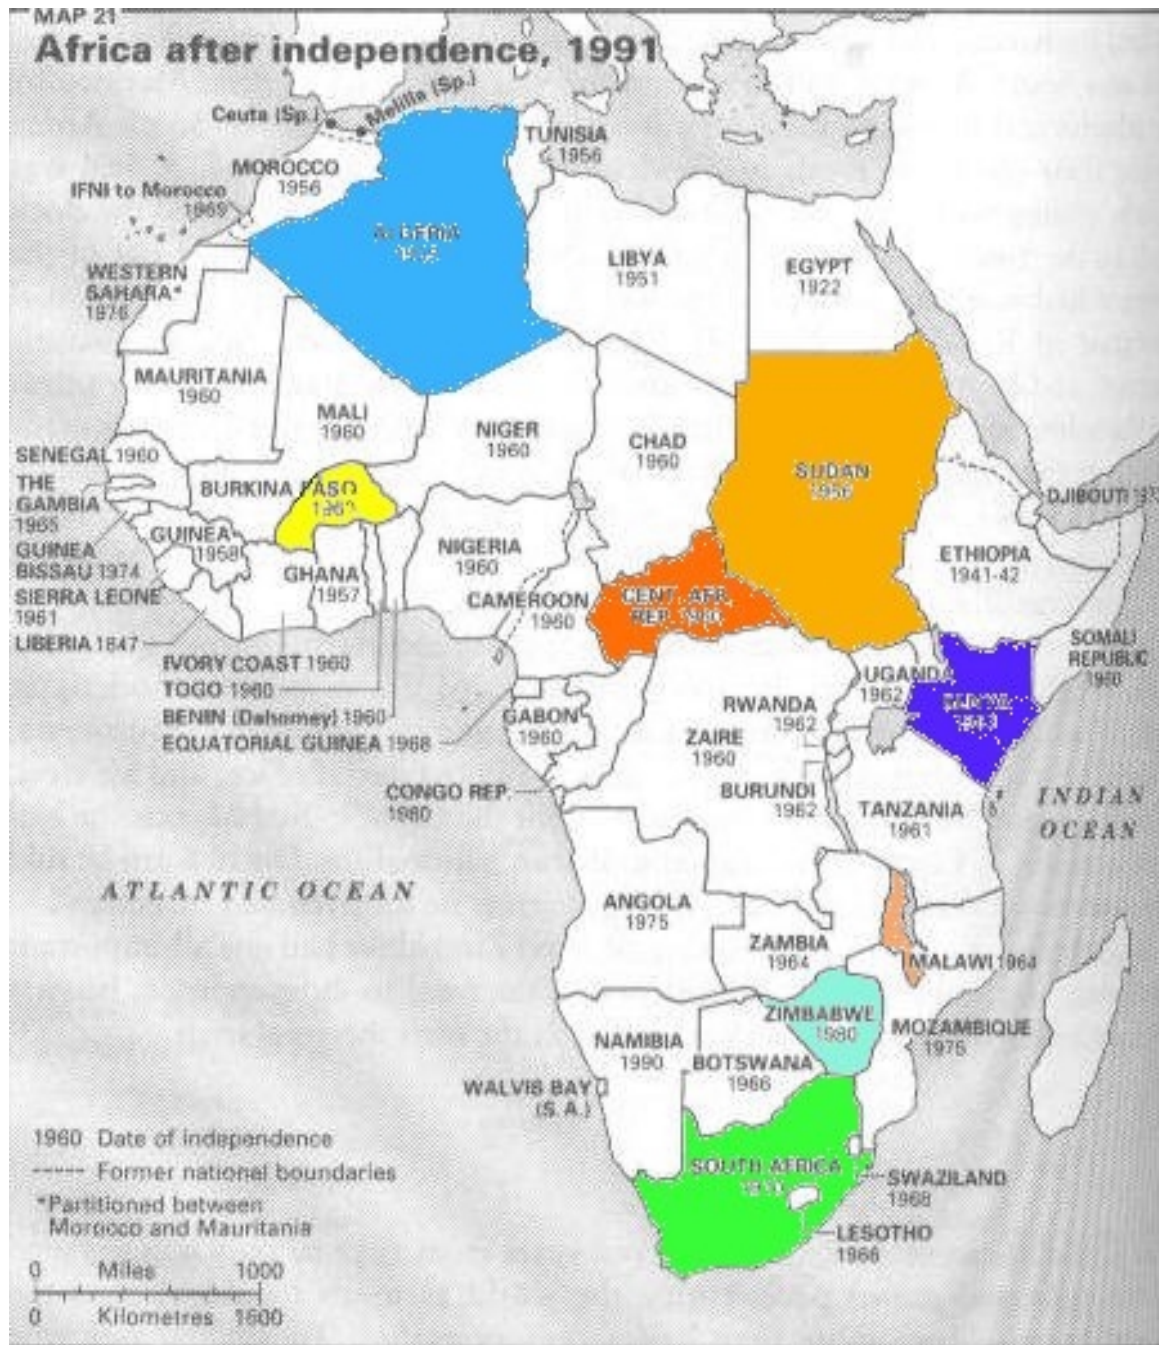 MAP 21
Africa after independence, 1991
Ceuta (Sp.)
Melilla (Sp.)
TUNISIA
1956
MOROCCO
1956
IFNI to Morocco
1969
ALGERIA
LIBYA
1951
EGYPT
1922
WESTERN
SAHARA*
1976
MAURITANIA
1960
MALI
1960
NIGER
1960
CHAD
1960
SUDAN
1956
SENEGAL 1960
THE
GAMBIA
1965
BURKINA FASO
DJIBOUTI
GUINEA
1958
GUINEA
BISSAU 1974
NIGERIA
1960
ETHIOPIA
1941-42
GHANA
1957
SIERRA LEONE
1961
CAMEROON
1960
CENT. AFR.
REP.
LIBERIA 1847
SOMALI
REPUBLIC
1960
IVORY COAST 1960
TOGO 1960
BENIN (Dahomey) 1960
EQUATORIAL GUINEA 1968
UGANDA
1962
KENYA
RWANDA
1962
GABON
1960
ZAIRE
1960
CONGO REP.
1960
BURUNDI
1962
TANZANIA
1961
INDIAN
OCEAN
ATLANTIC OCEAN
ANGOLA
1975
ZAMBIA
1964
MALAWI 1964
ZIMBABWE
1980
MOZAMBIQUE
1975
NAMIBIA
1990
BOTSWANA
1966
WALVIS BAY
(S.A.)
SOUTH AFRICA
SWAZILAND
1968
LESOTHO
1966
1960 Date of independence
Former national boundaries
*Partitioned between
Morocco and Mauritania
0 Miles 1000
0 Kilometres 1600